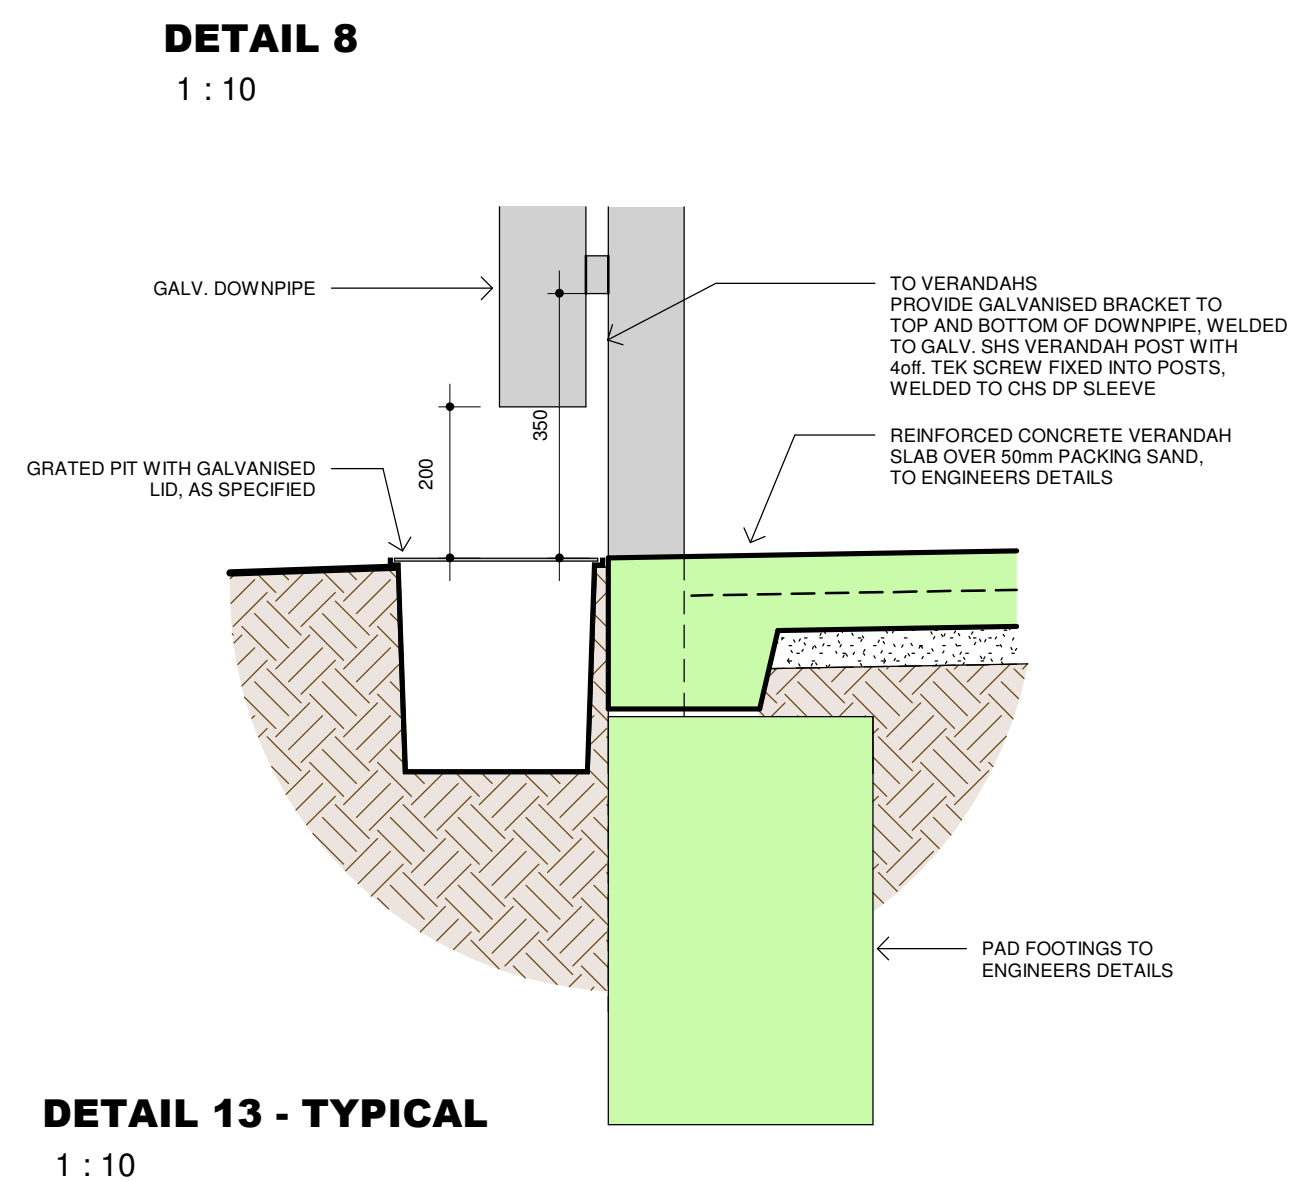 DETAIL 8
1 : 10
GALV. DOWNPIPE
TO VERANDAHS
PROVIDE GALVANISED BRACKET TO
TOP AND BOTTOM OF DOWNPIPE, WELDED
TO GALV. SHS VERANDAH POST WITH
4off. TEK SCREW FIXED INTO POSTS,
WELDED TO CHS DP SLEEVE
350
200
GRATED PIT WITH GALVANISED
LID, AS SPECIFIED
REINFORCED CONCRETE VERANDAH
SLAB OVER 50mm PACKING SAND,
TO ENGINEERS DETAILS
PAD FOOTINGS TO
ENGINEERS DETAILS
DETAIL 13 - TYPICAL
1 : 10